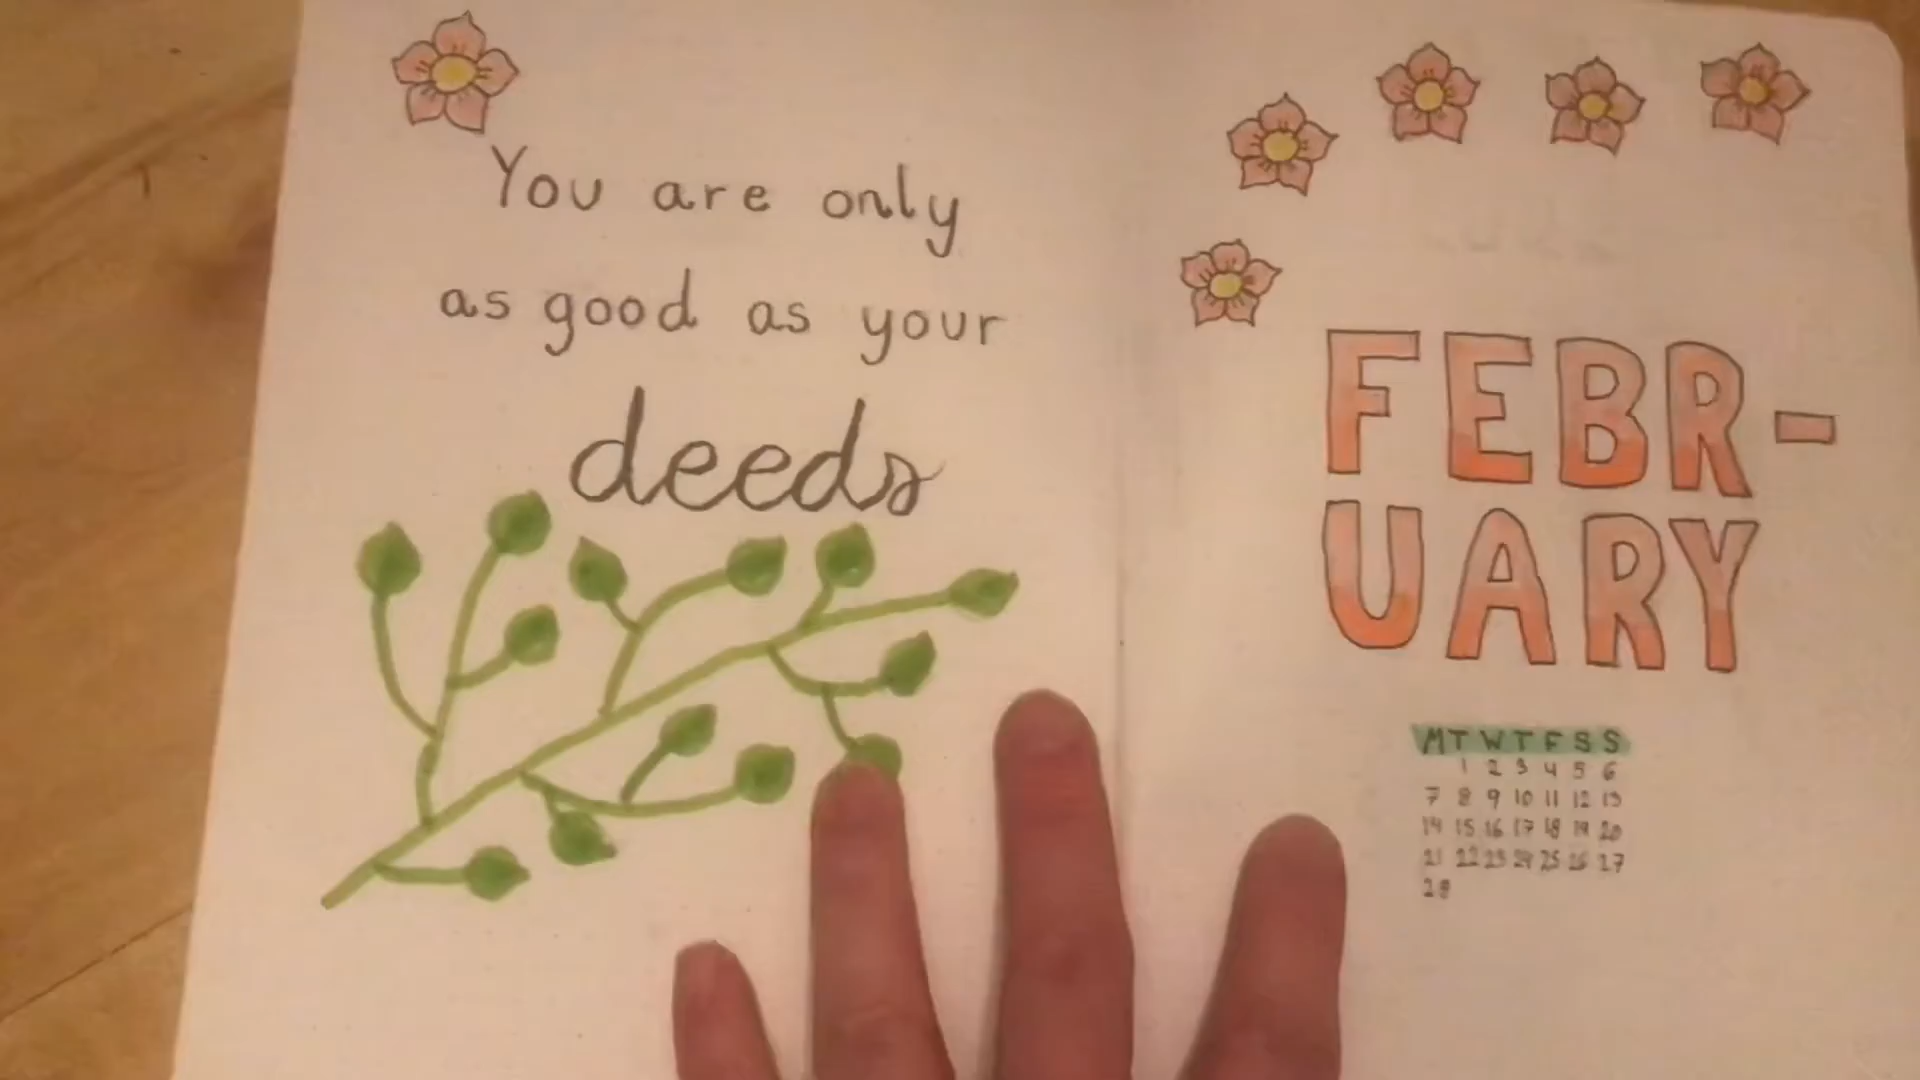 You are only
as good as your
deeds
FEBR-
UARY
M T W T F S S
1 2 3 4 5 6
7 8 9 10 11 12 13
14 15 16 17 18 19 20
21 22 23 24 25 26 27
28